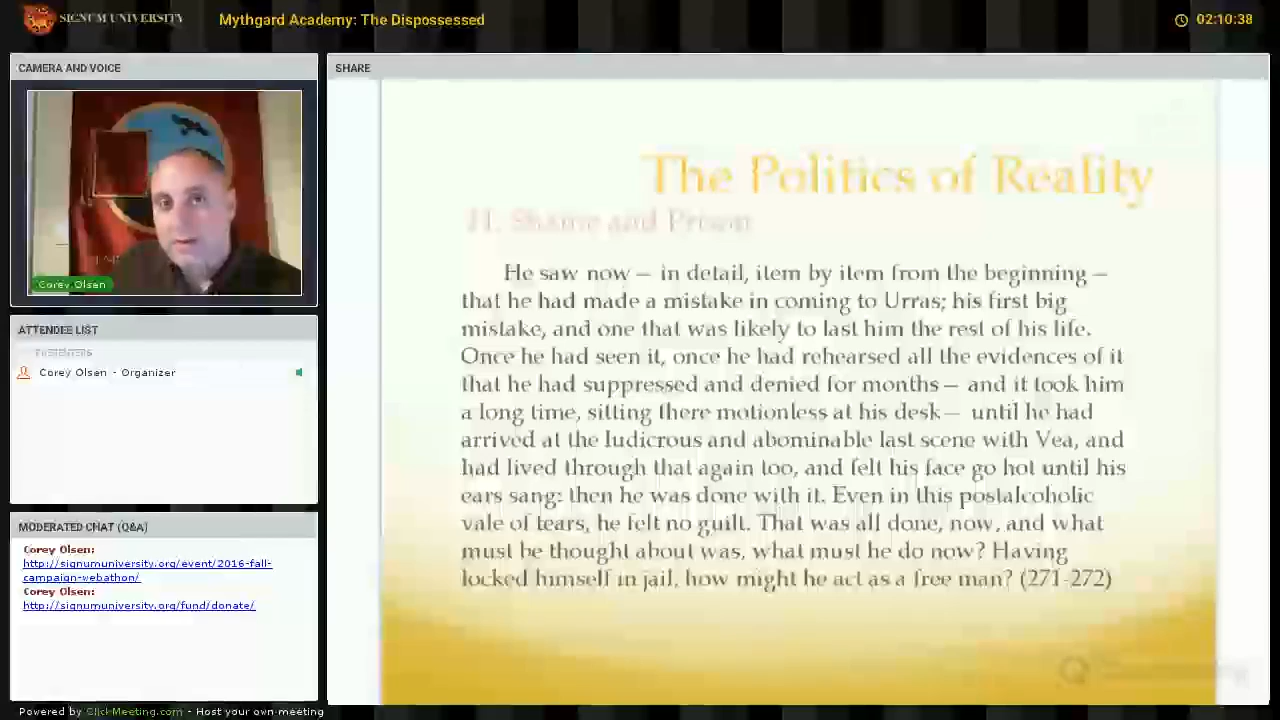 SIGNUM UNIVERSITY
Mythgard Academy: The Dispossessed
02:10:38
CAMERA AND VOICE
Corey Olsen
ATTENDEE LIST
PRESENTERS
Corey Olsen - Organizer
MODERATED CHAT (Q&A)
Corey Olsen:
http://signumuniversity.org/event/2016-fall-
campaign-webathon/
Corey Olsen:
http://signumuniversity.org/fund/donate/
SHARE
The Politics of Reality
II. Shame and Prison
He saw now — in detail, item by item from the beginning —
that he had made a mistake in coming to Urras; his first big
mistake, and one that was likely to last him the rest of his life.
Once he had seen it, once he had rehearsed all the evidences of it
that he had suppressed and denied for months — and it took him
a long time, sitting there motionless at his desk — until he had
arrived at the ludicrous and abominable last scene with Vea, and
had lived through that again too, and felt his face go hot until his
ears sang: then he was done with it. Even in this postalcoholic
vale of tears, he felt no guilt. That was all done, now, and what
must be thought about was, what must he do now? Having
locked himself in jail, how might he act as a free man? (271-272)
Powered by ClickMeeting.com - Host your own meeting